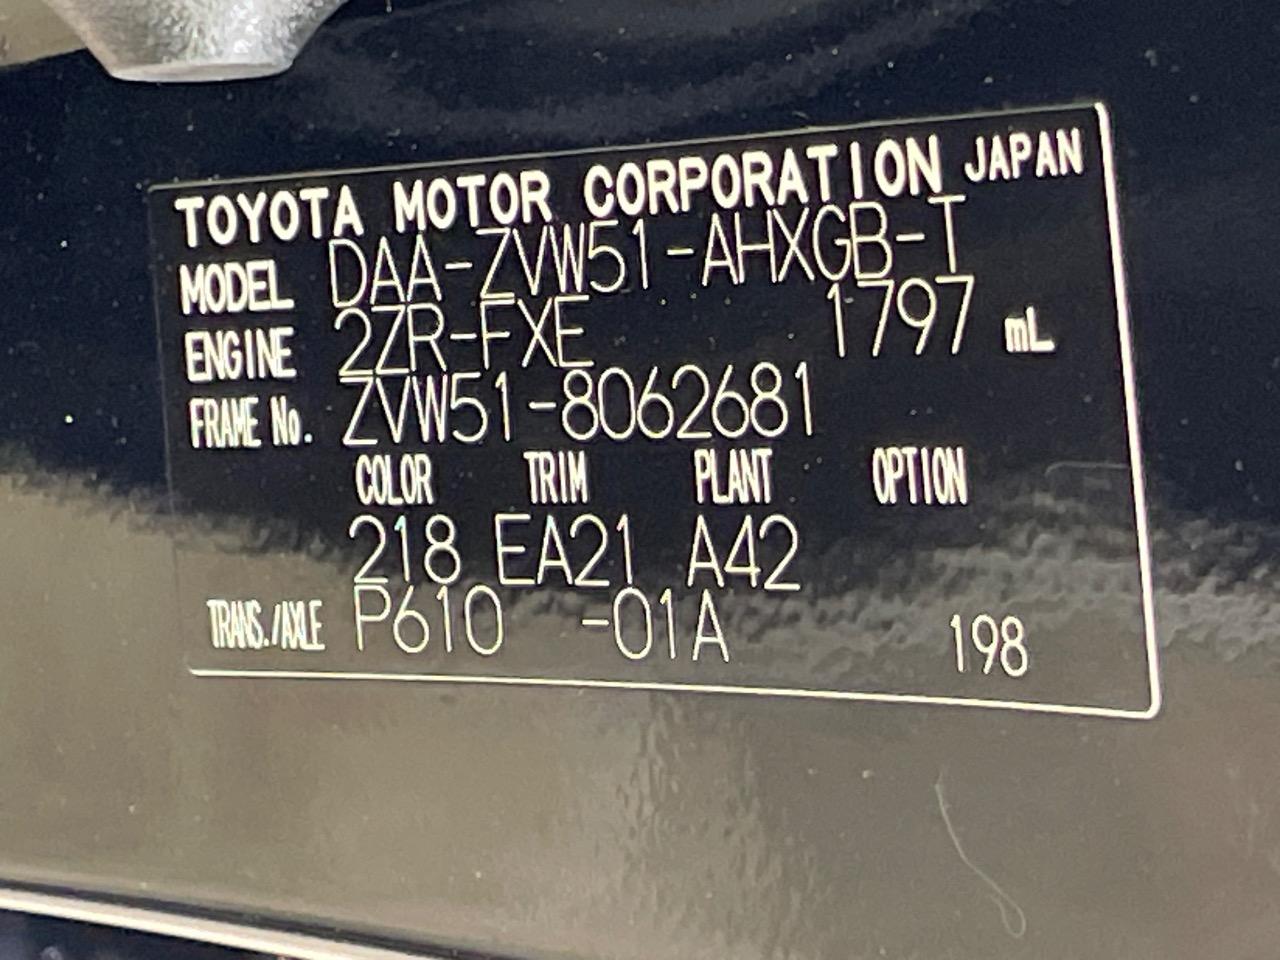 TOYOTA MOTOR CORPORATION JAPAN
MODEL DAA-ZVW51-AHXGB-T
ENGINE 2ZR-FXE 1797 mL
FRAME No. ZVW51-8062681
COLOR TRIM PLANT OPTION
218 EA21 A42
TRANS./AXLE P610 -01A 198